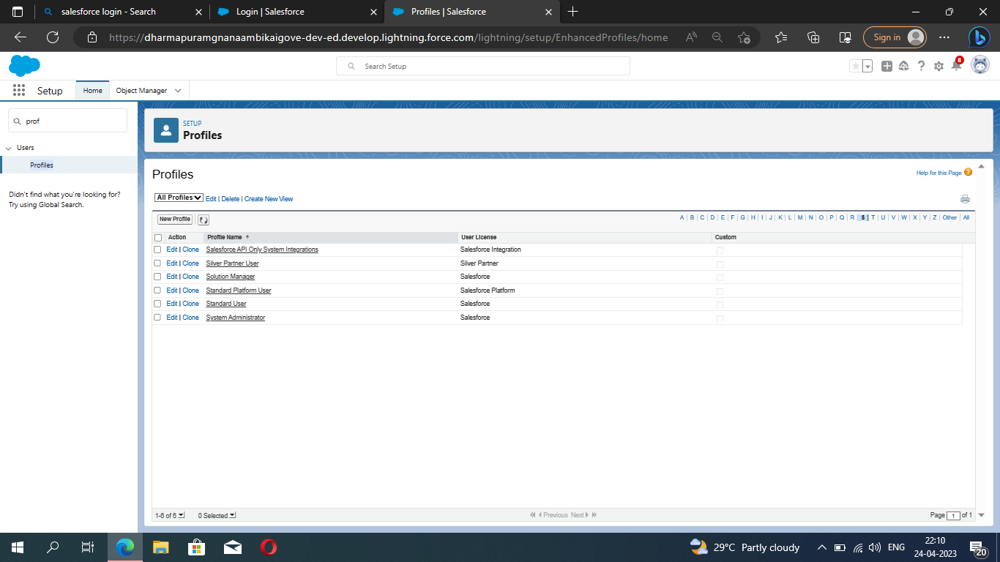 salesforce login - Search
Login | Salesforce
Profiles | Salesforce
https://dharmapuramgnanaambikaigove-dev-ed.develop.lightning.force.com/lightning/setup/EnhancedProfiles/home
Sign in
Search Setup
8
Setup
Home
Object Manager
prof
Users
Profiles
Didn't find what you're looking for?
Try using Global Search.
SETUP
Profiles
Profiles
Help for this Page
All Profiles Edit | Delete | Create New View
New Profile A | B | C | D | E | F | G | H | I | J | K | L | M | N | O | P | Q | R | S | T | U | V | W | X | Y | Z | Other | All
Action Profile Name User License Custom
Edit | Clone Salesforce API Only System Integrations Salesforce Integration
Edit | Clone Silver Partner User Silver Partner
Edit | Clone Solution Manager Salesforce
Edit | Clone Standard Platform User Salesforce Platform
Edit | Clone Standard User Salesforce
Edit | Clone System Administrator Salesforce
1-6 of 6 0 Selected Previous Next Page 1 of 1
29°C Partly cloudy ENG
22:10
24-04-2023
20